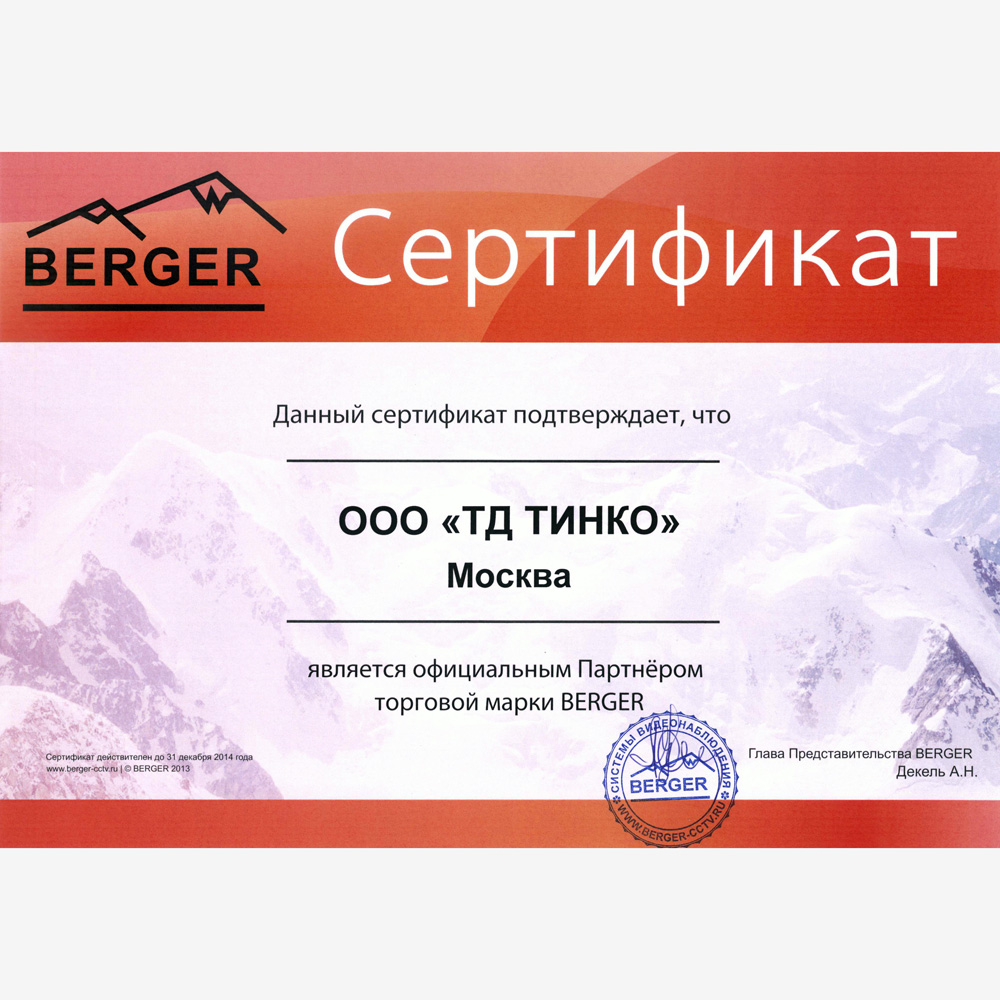 BERGER
Сертификат
Данный сертификат подтверждает, что
ООО «ТД ТИНКО»
Москва
является официальным Партнёром
торговой марки BERGER
Сертификат действителен до 31 декабря 2014 года
www.berger-cctv.ru | © BERGER 2013
СИСТЕМЫ ВИДЕОНАБЛЮДЕНИЯ
BERGER
WWW.BERGER-CCTV.RU
Глава Представительства BERGER
Декель А.Н.